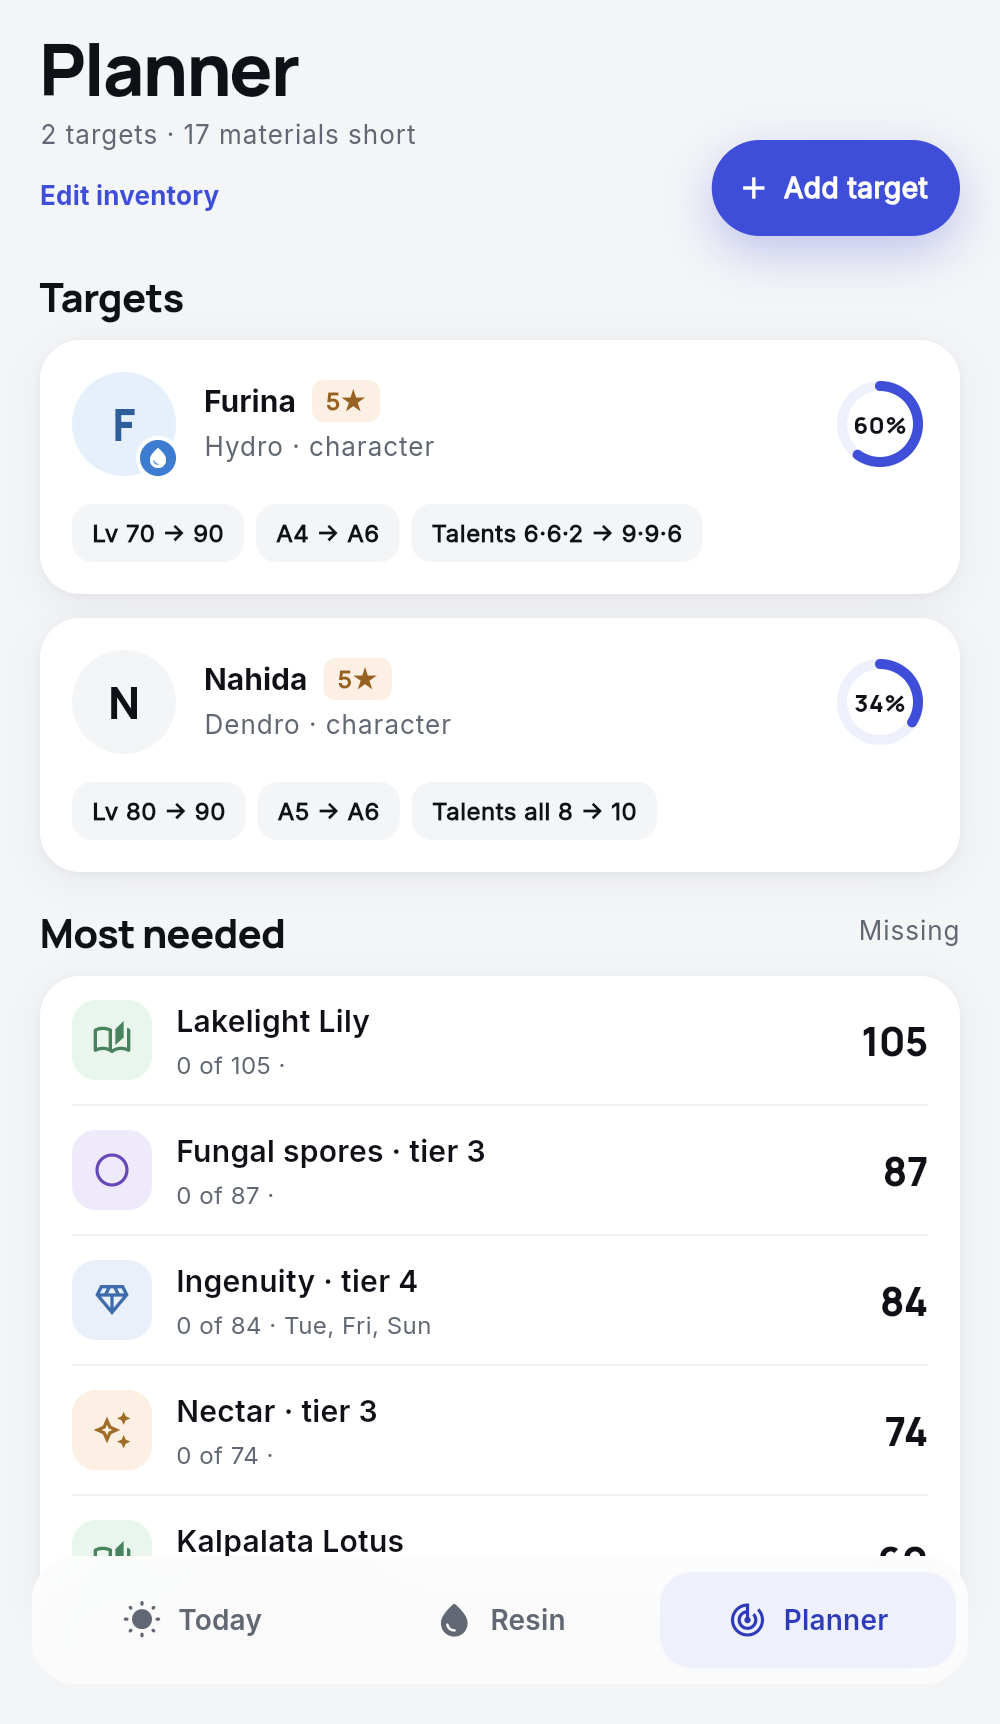 Planner
2 targets · 17 materials short
Edit inventory
+ Add target
Targets
F
Furina 5★
Hydro · character
60%
Lv 70 → 90 A4 → A6 Talents 6·6·2 → 9·9·6
N
Nahida 5★
Dendro · character
34%
Lv 80 → 90 A5 → A6 Talents all 8 → 10
Most needed Missing
Lakelight Lily
0 of 105 ·
105
Fungal spores · tier 3
0 of 87 ·
87
Ingenuity · tier 4
0 of 84 · Tue, Fri, Sun
84
Nectar · tier 3
0 of 74 ·
74
Kalpalata Lotus
Today Resin Planner